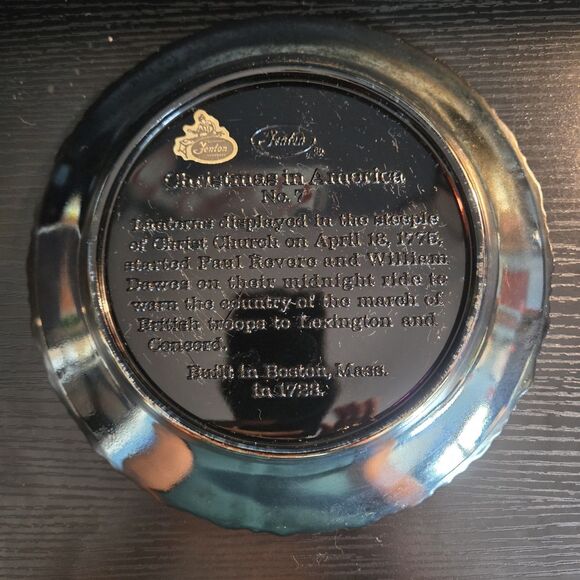 Fenton
Fenton
Christmas in America
No. 7
Lanterns displayed in the steeple
of Christ Church on April 18, 1775,
started Paul Revere and William
Dawes on their midnight ride to
warn the country of the march of
British troops to Lexington and
Concord.
Built in Boston, Mass.
in 1723.